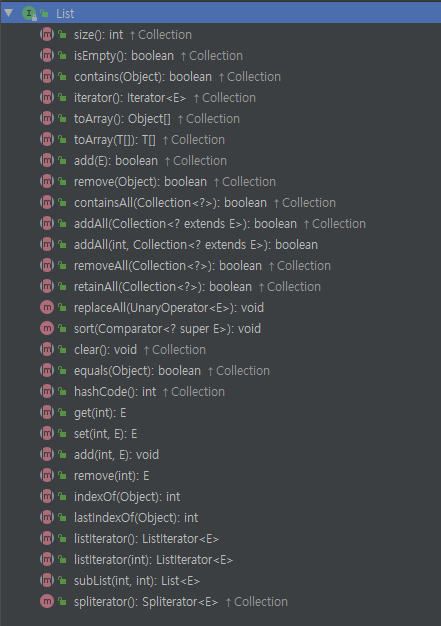 List
size(): int ↑Collection
isEmpty(): boolean ↑Collection
contains(Object): boolean ↑Collection
iterator(): Iterator<E> ↑Collection
toArray(): Object[] ↑Collection
toArray(T[]): T[] ↑Collection
add(E): boolean ↑Collection
remove(Object): boolean ↑Collection
containsAll(Collection<?>): boolean ↑Collection
addAll(Collection<? extends E>): boolean ↑Collection
addAll(int, Collection<? extends E>): boolean
removeAll(Collection<?>): boolean ↑Collection
retainAll(Collection<?>): boolean ↑Collection
replaceAll(UnaryOperator<E>): void
sort(Comparator<? super E>): void
clear(): void ↑Collection
equals(Object): boolean ↑Collection
hashCode(): int ↑Collection
get(int): E
set(int, E): E
add(int, E): void
remove(int): E
indexOf(Object): int
lastIndexOf(Object): int
listIterator(): ListIterator<E>
listIterator(int): ListIterator<E>
subList(int, int): List<E>
spliterator(): Spliterator<E> ↑Collection